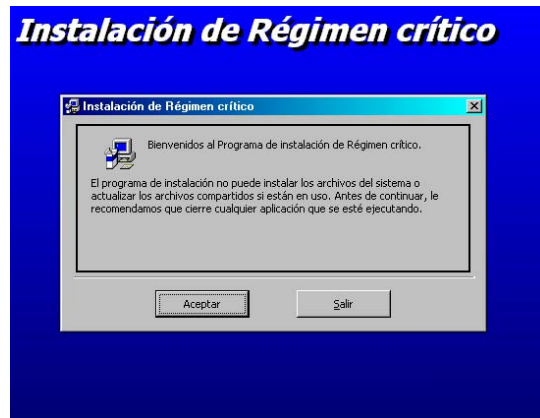 Instalación de Régimen crítico
Instalación de Régimen crítico
Bienvenidos al Programa de instalación de Régimen crítico.
El programa de instalación no puede instalar los archivos del sistema o
actualizar los archivos compartidos si están en uso. Antes de continuar, le
recomendamos que cierre cualquier aplicación que se esté ejecutando.
Aceptar
Salir